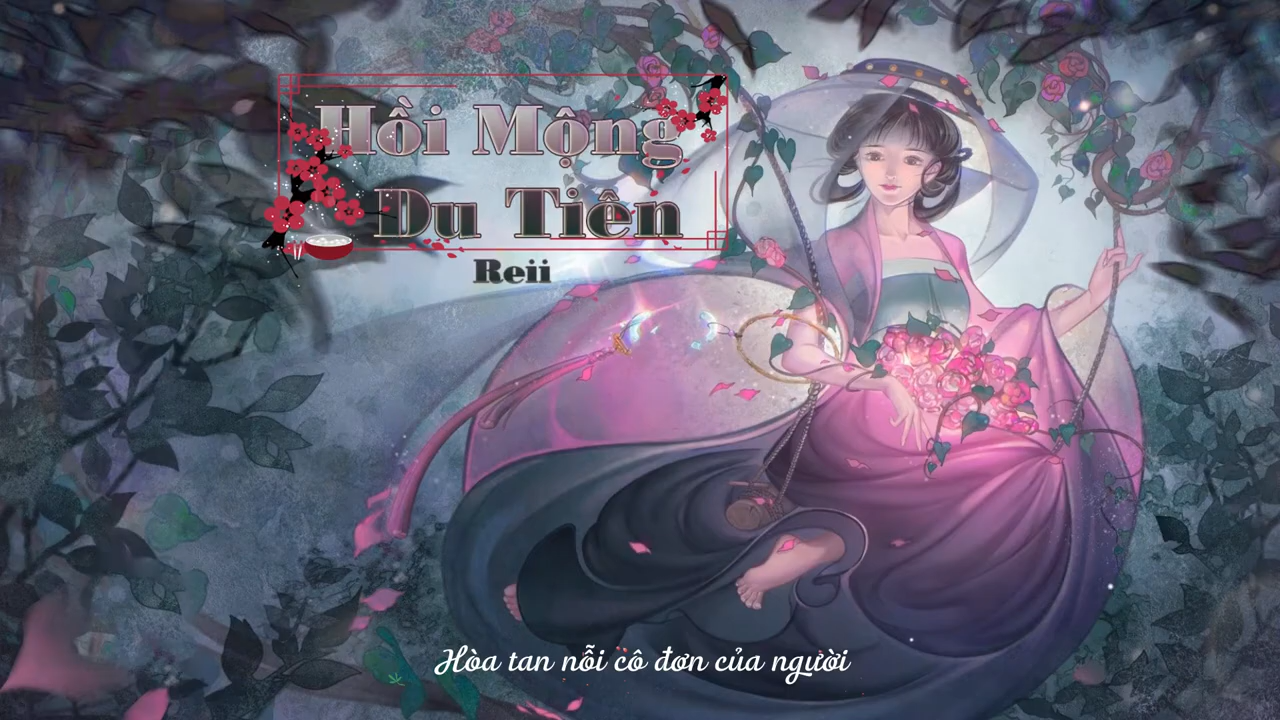 Hồi Mộng
Du Tiên
Reii
Hòa tan nỗi cô đơn của người